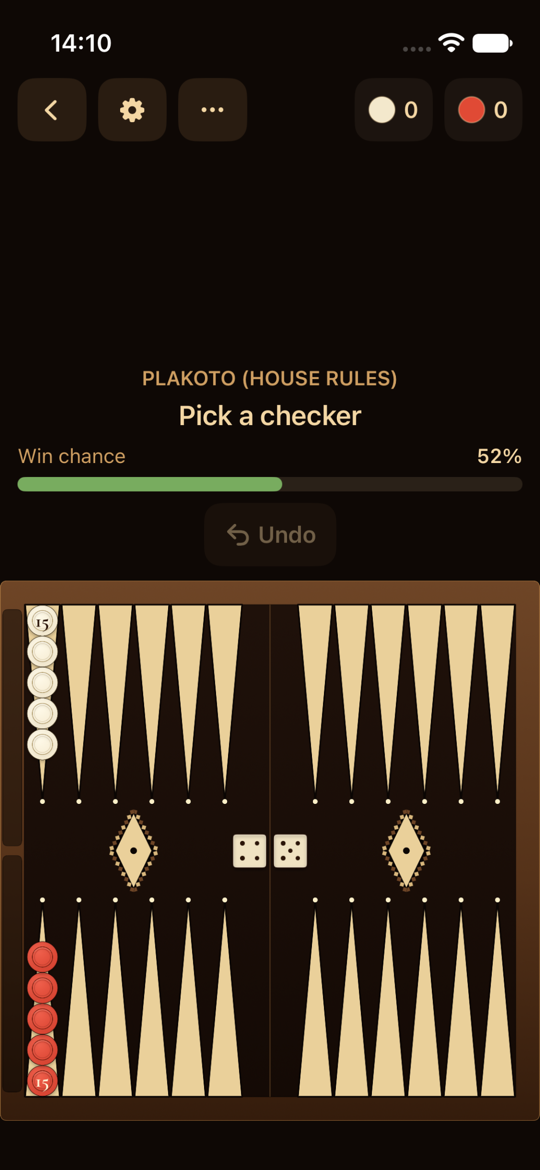 14:10
0
0
PLAKOTO (HOUSE RULES)
Pick a checker
Win chance
52%
Undo
15
15